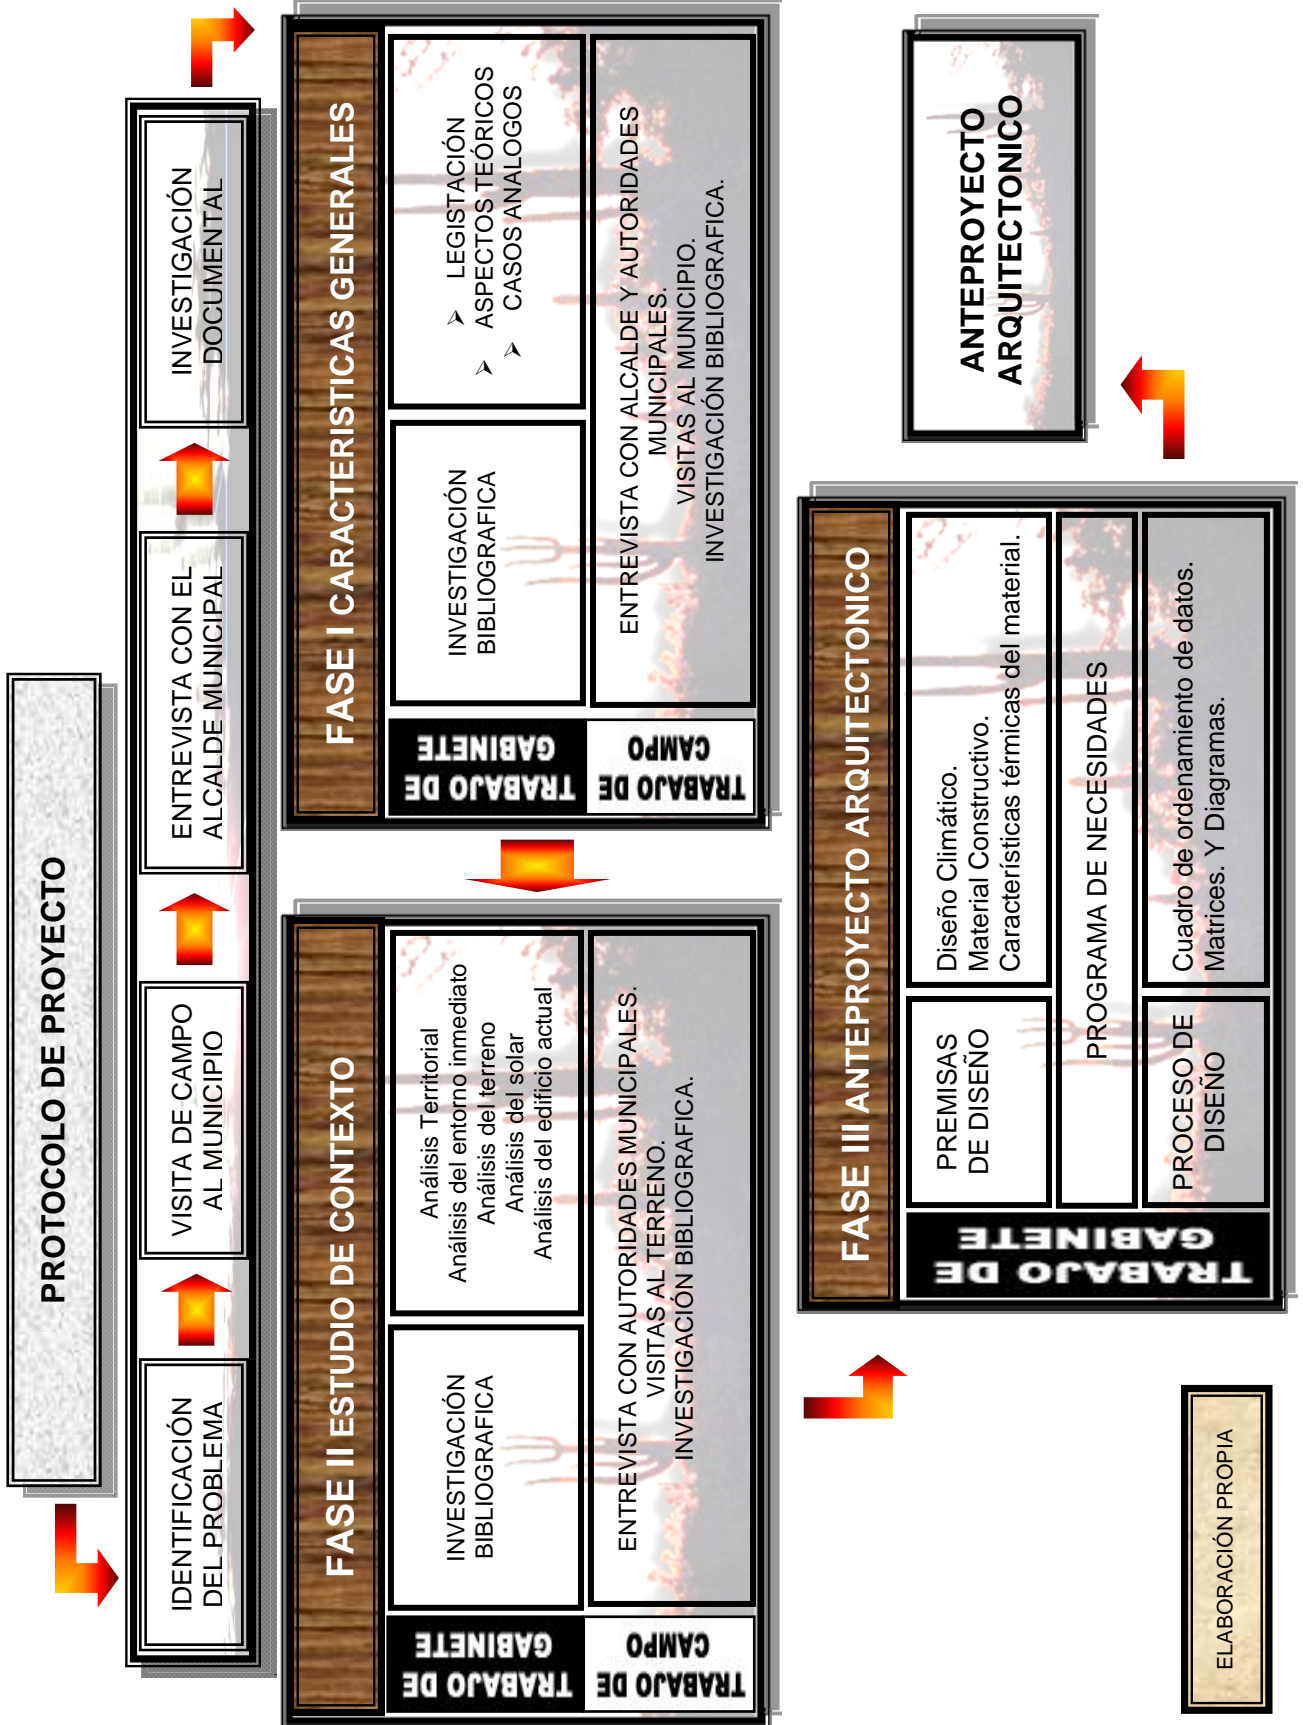 PROTOCOLO DE PROYECTO
IDENTIFICACIÓN
DEL PROBLEMA
VISITA DE CAMPO
AL MUNICIPIO
ENTREVISTA CON EL
ALCALDE MUNICIPAL
INVESTIGACIÓN
DOCUMENTAL
FASE I CARACTERISTICAS GENERALES
TRABAJO DE
GABINETE
INVESTIGACIÓN
BIBLIOGRAFICA
➢ LEGISTACIÓN
➢ ASPECTOS TEÓRICOS
➢ CASOS ANALOGOS
TRABAJO DE
CAMPO
ENTREVISTA CON ALCALDE Y AUTORIDADES
MUNICIPALES.
VISITAS AL MUNICIPIO.
INVESTIGACIÓN BIBLIOGRAFICA.
FASE II ESTUDIO DE CONTEXTO
TRABAJO DE
GABINETE
INVESTIGACIÓN
BIBLIOGRAFICA
Análisis Territorial
Análisis del entorno inmediato
Análisis del terreno
Análisis del solar
Análisis del edificio actual
TRABAJO DE
CAMPO
ENTREVISTA CON AUTORIDADES MUNICIPALES.
VISITAS AL TERRENO.
INVESTIGACIÓN BIBLIOGRAFICA.
FASE III ANTEPROYECTO ARQUITECTONICO
TRABAJO DE
GABINETE
PREMISAS
DE DISEÑO
Diseño Climático.
Material Constructivo.
Características térmicas del material.
PROGRAMA DE NECESIDADES
PROCESO DE
DISEÑO
Cuadro de ordenamiento de datos.
Matrices. Y Diagramas.
ANTEPROYECTO
ARQUITECTONICO
ELABORACIÓN PROPIA